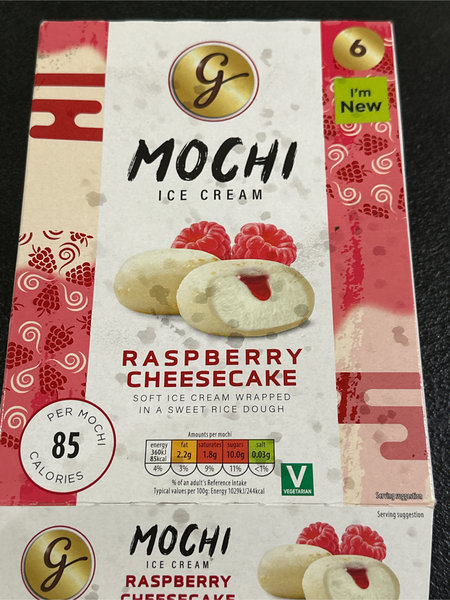 g
6
I'm
New
MOCHI
ICE CREAM
RASPBERRY
CHEESECAKE
SOFT ICE CREAM WRAPPED
IN A SWEET RICE DOUGH
PER MOCHI
85
CALORIES
Amounts per mochi
energy fat saturates sugars salt
360kJ
85kcal 2.2g 1.8g 10.0g 0.03g
4% 3% 9% 11% <1%
% of an adult's Reference Intake
Typical values per 100g: Energy 1029kJ/244kcal
V
VEGETARIAN
Serving suggestion
Serving suggestion
g
MOCHI
ICE CREAM
RASPBERRY
CHEESECAKE